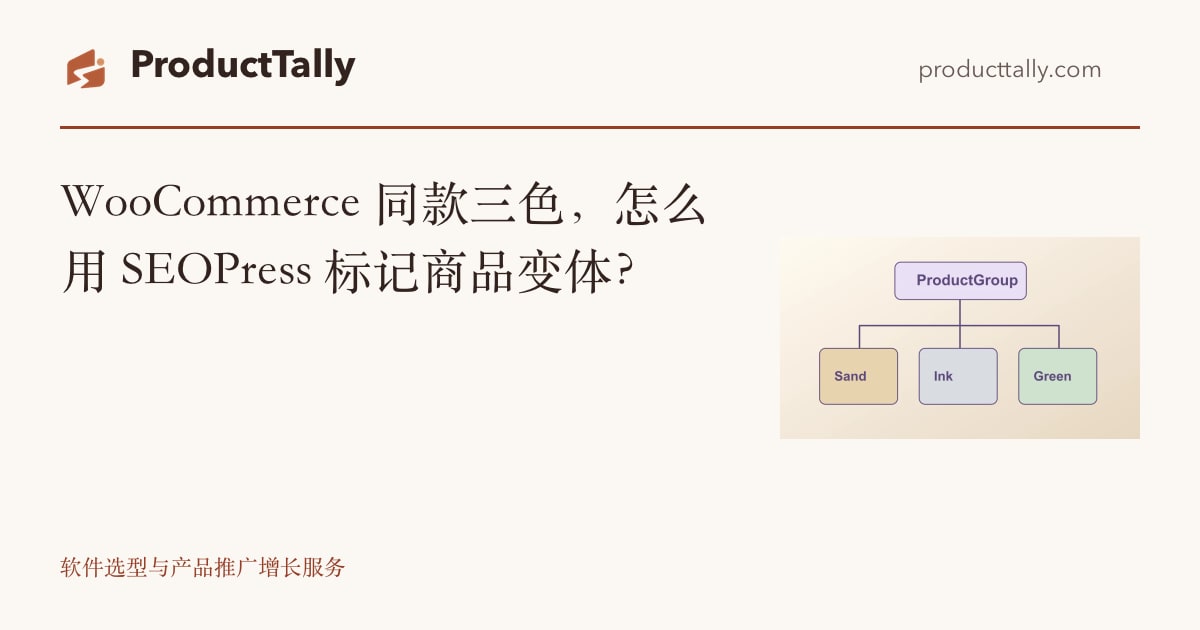 ProductTally
producttally.com
WooCommerce 同款三色，怎么
用 SEOPress 标记商品变体？
ProductGroup
Sand
Ink
Green
软件选型与产品推广增长服务